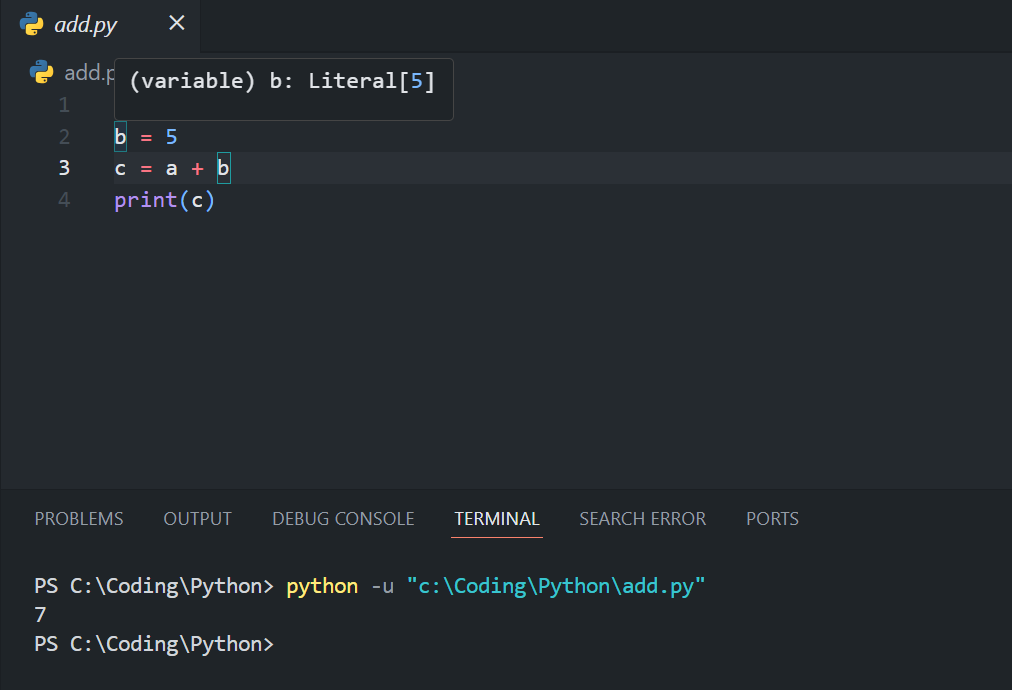 add.py
add.p
(variable) b: Literal[5]
1
2 b = 5
3 c = a + b
4 print(c)
PROBLEMS OUTPUT DEBUG CONSOLE TERMINAL SEARCH ERROR PORTS
PS C:\Coding\Python> python -u "c:\Coding\Python\add.py"
7
PS C:\Coding\Python>